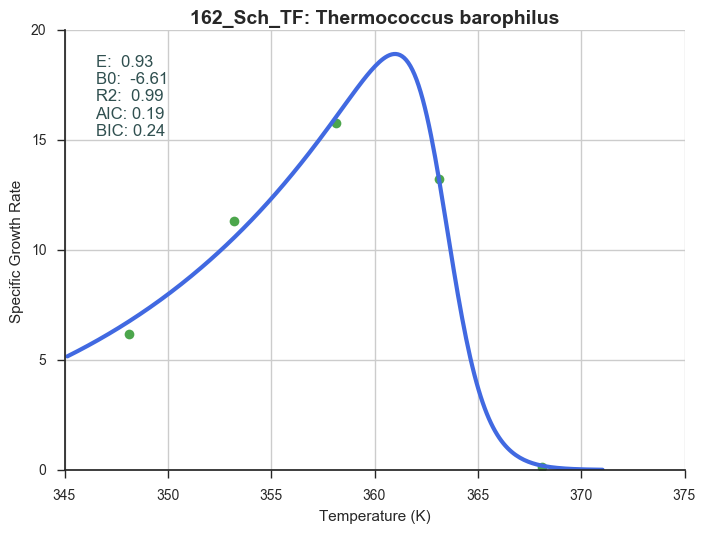 162_Sch_TF: Thermococcus barophilus
E:  0.93
B0:  -6.61
R2:  0.99
AIC: 0.19
BIC: 0.24
20
15
10
5
0
Specific Growth Rate
345 350 355 360 365 370 375
Temperature (K)